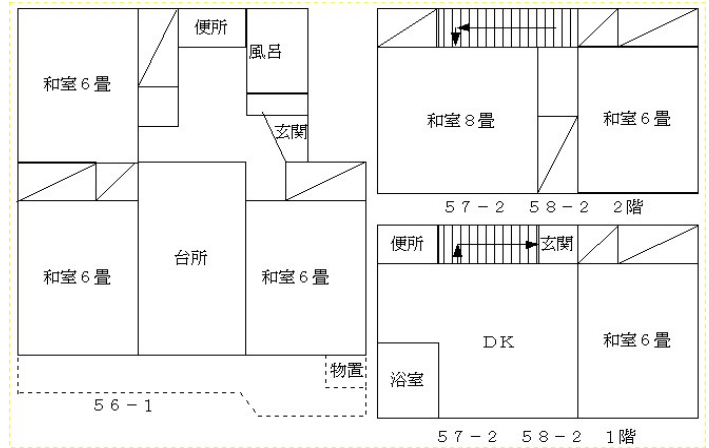 便所
風呂
和室６畳
玄関
台所
和室６畳
和室６畳
物置
５６－１
和室８畳
和室６畳
５７－２　５８－２　２階
便所
玄関
ＤＫ
和室６畳
浴室
５７－２　５８－２　１階